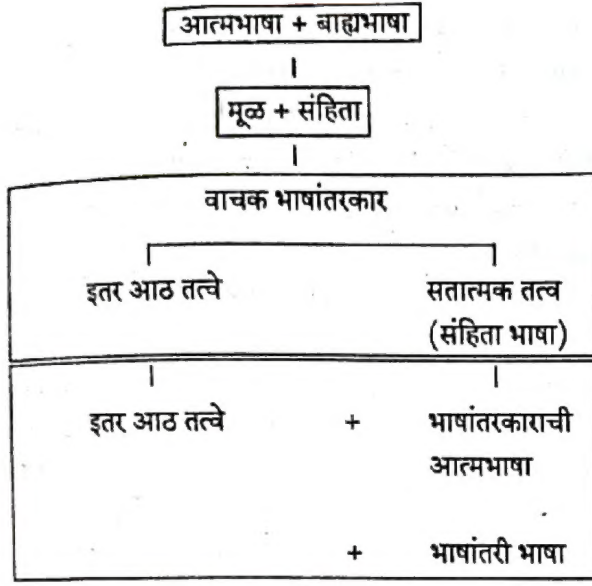 आत्मभाषा + बाह्यभाषा
मूळ + संहिता
वाचक भाषांतरकार
इतर आठ तत्वे सतात्मक तत्व
(संहिता भाषा)
इतर आठ तत्वे + भाषांतरकाराची
आत्मभाषा
+ भाषांतरी भाषा